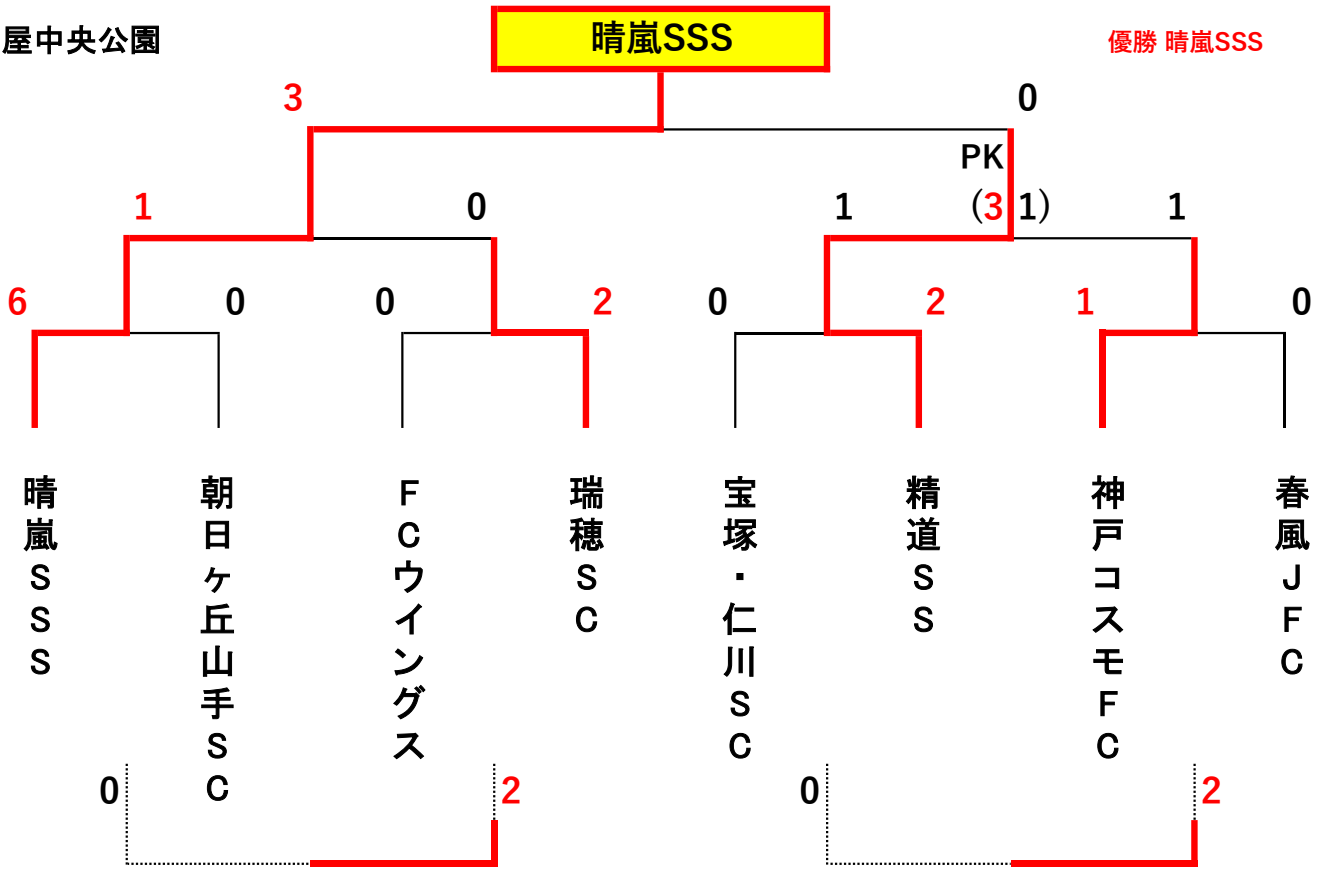 屋中央公園
晴嵐SSS
優勝 晴嵐SSS
3
0
PK
1
0
1
(3 1)
1
6
0
0
2
0
2
1
0
晴嵐SSS
朝日ヶ丘山手SC
FCウイングス
瑞穂SC
宝塚・仁川SC
精道SS
神戸コスモFC
春風JFC
0
2
0
2